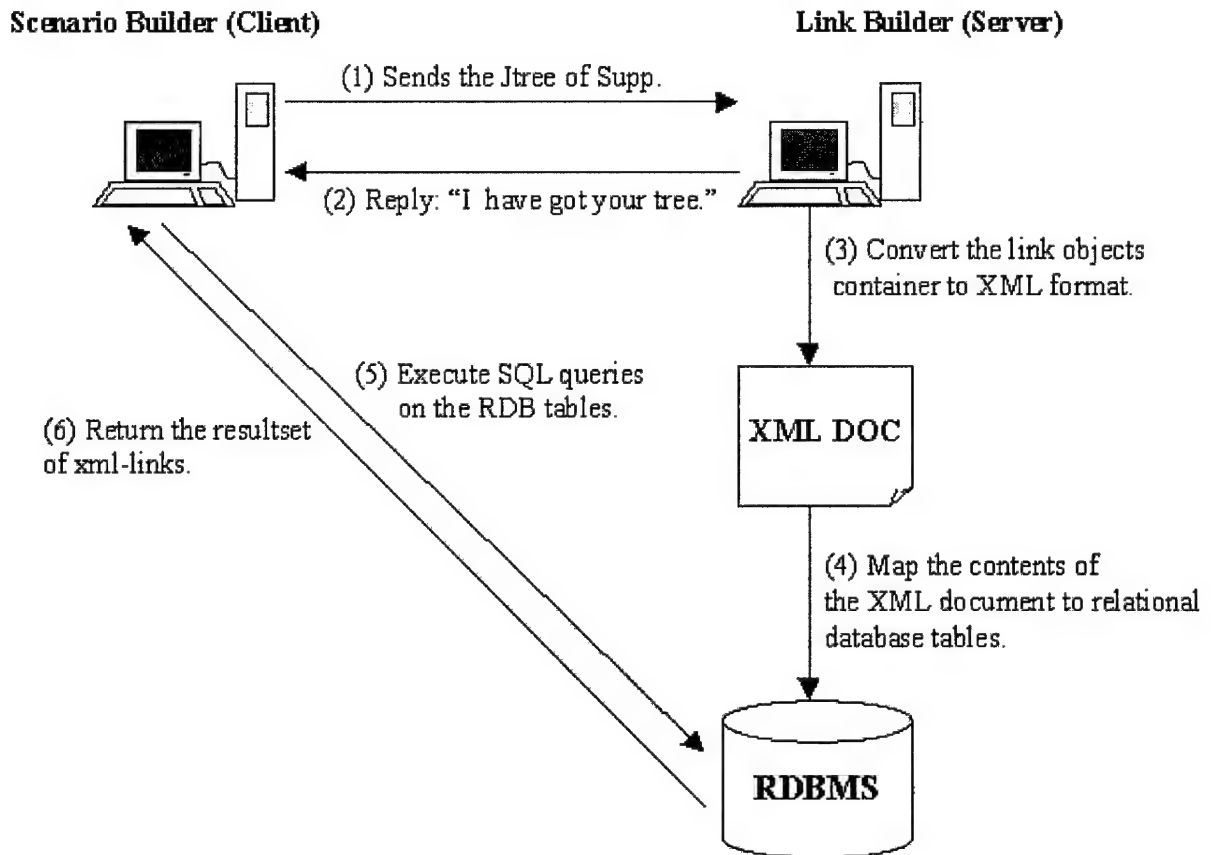 Scenario Builder (Client)
Link Builder (Server)
(1) Sends the Jtree of Supp.
(2) Reply: “I have got your tree.”
(3) Convert the link objects
container to XML format.
(5) Execute SQL queries
on the RDB tables.
(6) Return the resultset
of xml-links.
XML DOC
(4) Map the contents of
the XML document to relational
database tables.
RDBMS